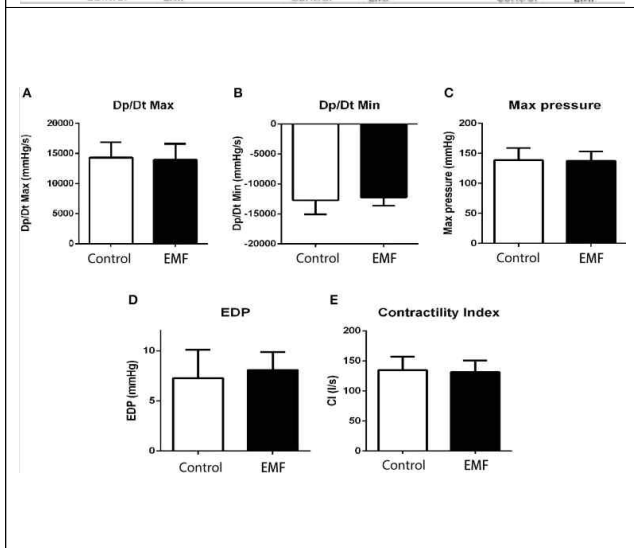 A Dp/Dt Max
Dp/Dt Max (mmHg/s)
20000
15000
10000
5000
0
Control EMF
B Dp/Dt Min
Dp/Dt Min (mmHg/s)
0
-5000
-10000
-15000
-20000
Control EMF
C Max pressure
Max pressure (mmHg)
200
150
100
50
0
Control EMF
D EDP
EDP (mmHg)
10
5
0
Control EMF
E Contractility Index
CI (l/s)
200
150
100
50
0
Control EMF